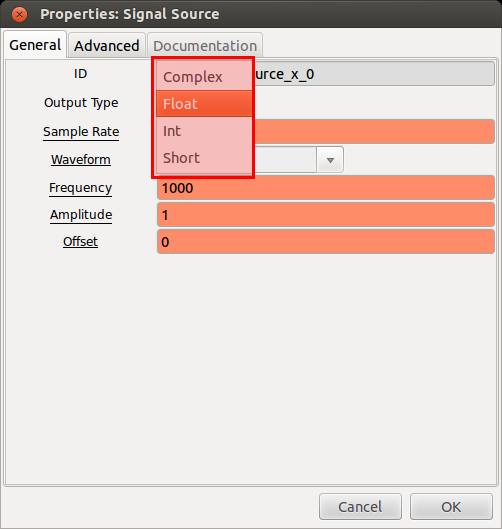 Properties: Signal Source
General Advanced Documentation
ID urce_x_0
Output Type
Complex
Float
Int
Short
Sample Rate
Waveform
Frequency 1000
Amplitude 1
Offset 0
Cancel OK